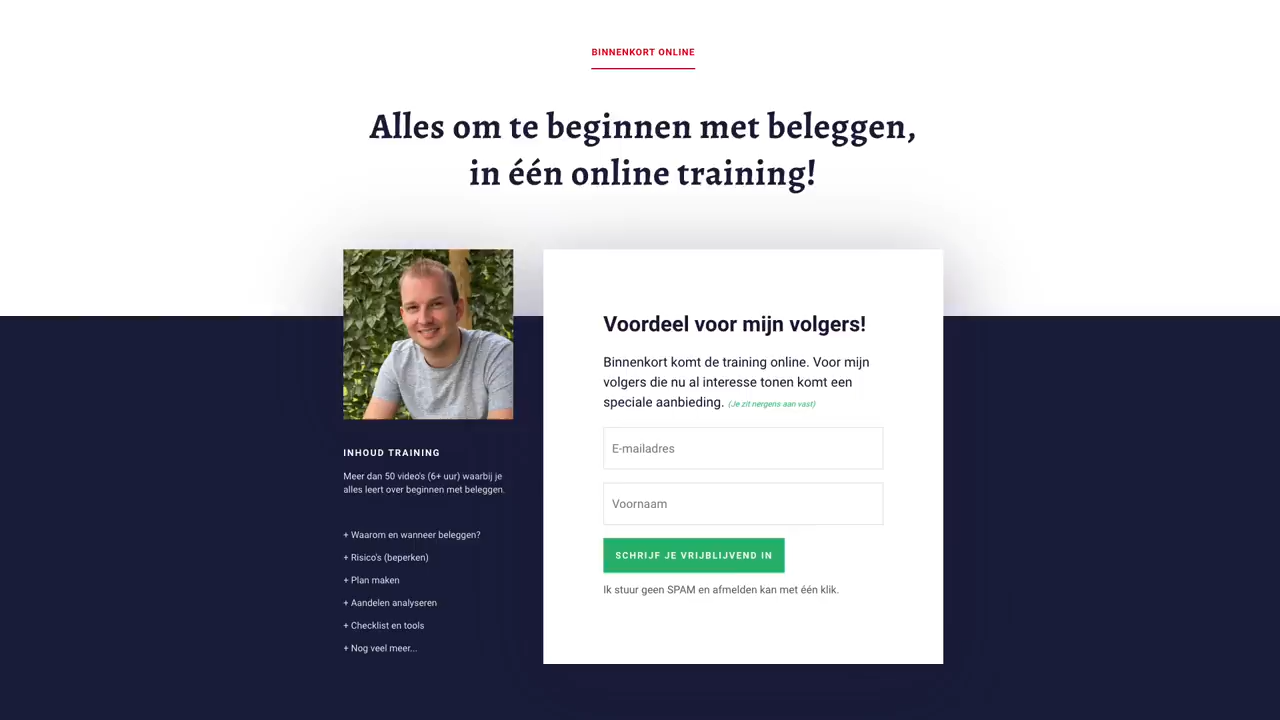 BINNENKORT ONLINE
Alles om te beginnen met beleggen,
in één online training!
INHOUD TRAINING
Meer dan 50 video's (6+ uur) waarbij je
alles leert over beginnen met beleggen.
+ Waarom en wanneer beleggen?
+ Risico's (beperken)
+ Plan maken
+ Aandelen analyseren
+ Checklist en tools
+ Nog veel meer...
Voordeel voor mijn volgers!
Binnenkort komt de training online. Voor mijn
volgers die nu al interesse tonen komt een
speciale aanbieding. (Je zit nergens aan vast)
E-mailadres
Voornaam
SCHRIJF JE VRIJBLIJVEND IN
Ik stuur geen SPAM en afmelden kan met één klik.